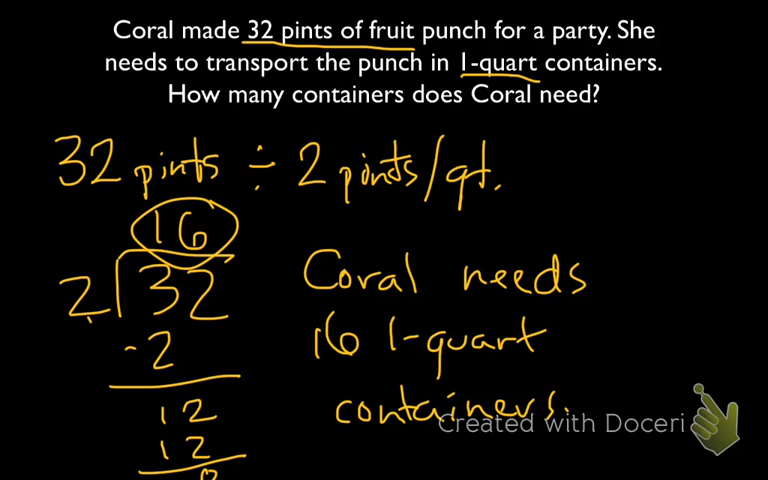 Coral made 32 pints of fruit punch for a party. She
needs to transport the punch in 1-quart containers.
How many containers does Coral need?
32 pints ÷ 2 pints/qt.
16
2 32
-2
12
12
0
Coral needs
16 1-quart
containers.
Created with Doceri